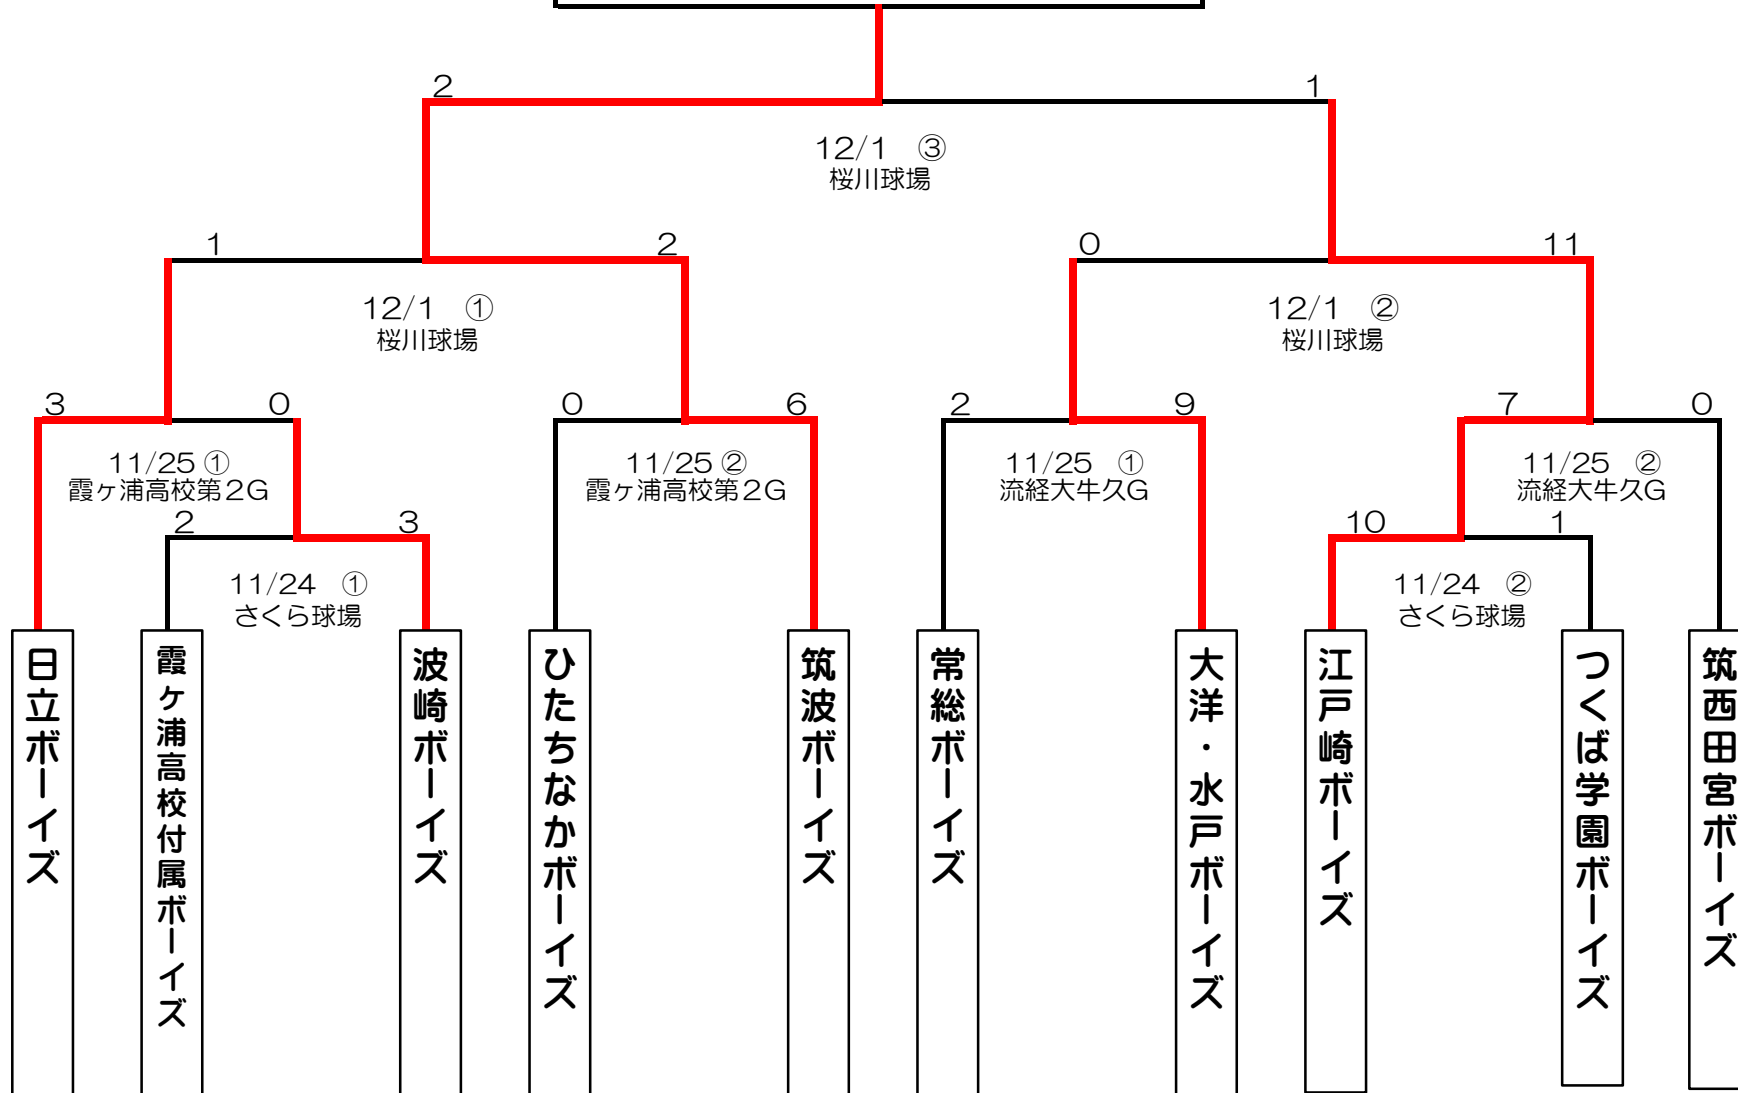 2
1
12/1 ③
桜川球場
1
2
0
11
12/1 ①
桜川球場
12/1 ②
桜川球場
3
0
0
6
2
9
7
0
11/25 ①
霞ヶ浦高校第2G
11/25 ②
霞ヶ浦高校第2G
11/25 ①
流経大牛久G
11/25 ②
流経大牛久G
2
3
10
1
11/24 ①
さくら球場
11/24 ②
さくら球場
日立ボーイズ
霞ヶ浦高校付属ボーイズ
波崎ボーイズ
ひたちなかボーイズ
筑波ボーイズ
常総ボーイズ
大洋・水戸ボーイズ
江戸崎ボーイズ
つくば学園ボーイズ
筑西田宮ボーイズ